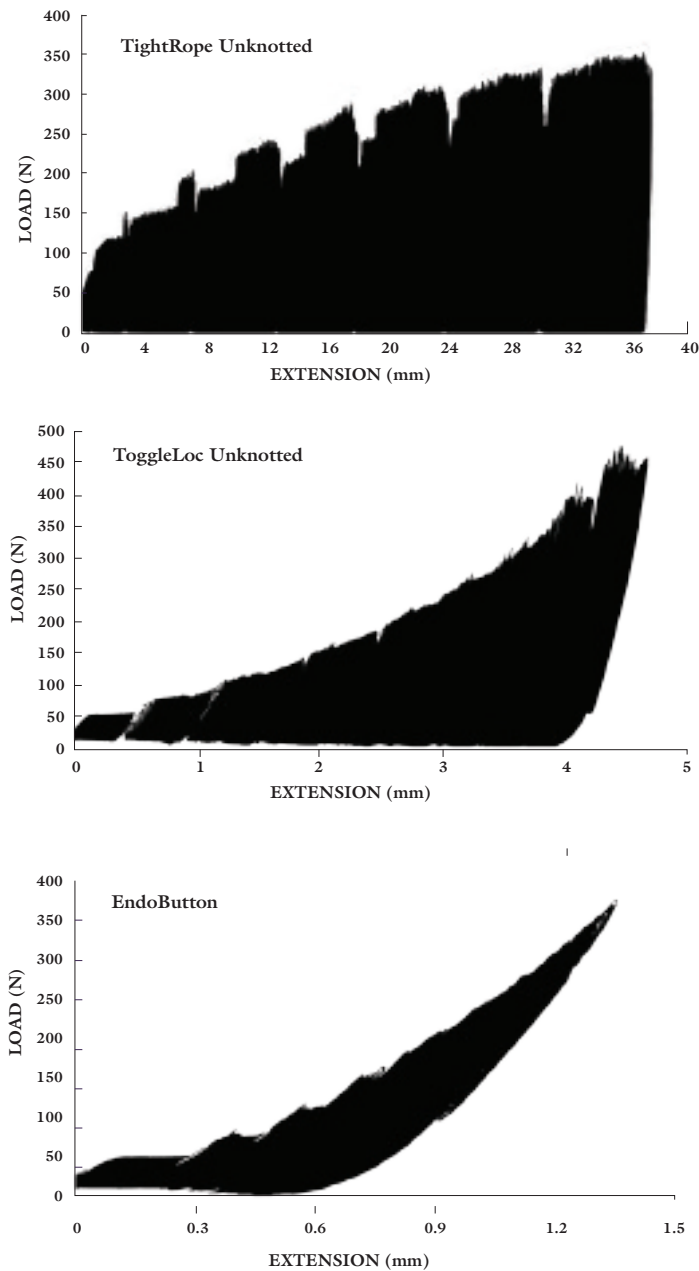 TightRope Unknotted
LOAD (N)
400
350
300
250
200
150
100
50
0
0 4 8 12 16 20 24 28 32 36 40
EXTENSION (mm)
ToggleLoc Unknotted
LOAD (N)
500
450
400
350
300
250
200
150
100
50
0
0 1 2 3 4 5
EXTENSION (mm)
EndoButton
LOAD (N)
400
350
300
250
200
150
100
50
0
0 0.3 0.6 0.9 1.2 1.5
EXTENSION (mm)